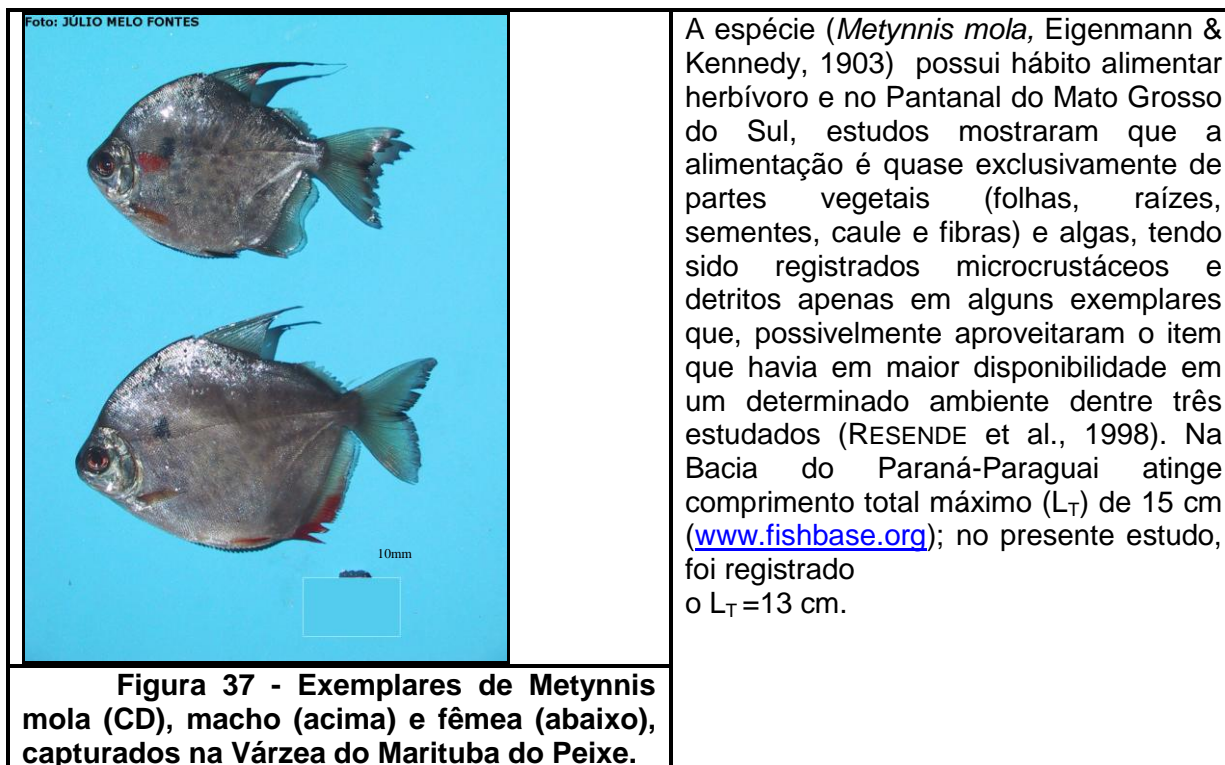 Foto: JÚLIO MELO FONTES
10mm
Figura 37 - Exemplares de Metynnis
mola (CD), macho (acima) e fêmea (abaixo),
capturados na Várzea do Marituba do Peixe.
A espécie (Metynnis mola, Eigenmann &
Kennedy, 1903) possui hábito alimentar
herbívoro e no Pantanal do Mato Grosso
do Sul, estudos mostraram que a
alimentação é quase exclusivamente de
partes vegetais (folhas, raízes,
sementes, caule e fibras) e algas, tendo
sido registrados microcrustáceos e
detritos apenas em alguns exemplares
que, possivelmente aproveitaram o item
que havia em maior disponibilidade em
um determinado ambiente dentre três
estudados (RESENDE et al., 1998). Na
Bacia do Paraná-Paraguai atinge
comprimento total máximo (LT) de 15 cm
(www.fishbase.org); no presente estudo,
foi registrado
o LT =13 cm.